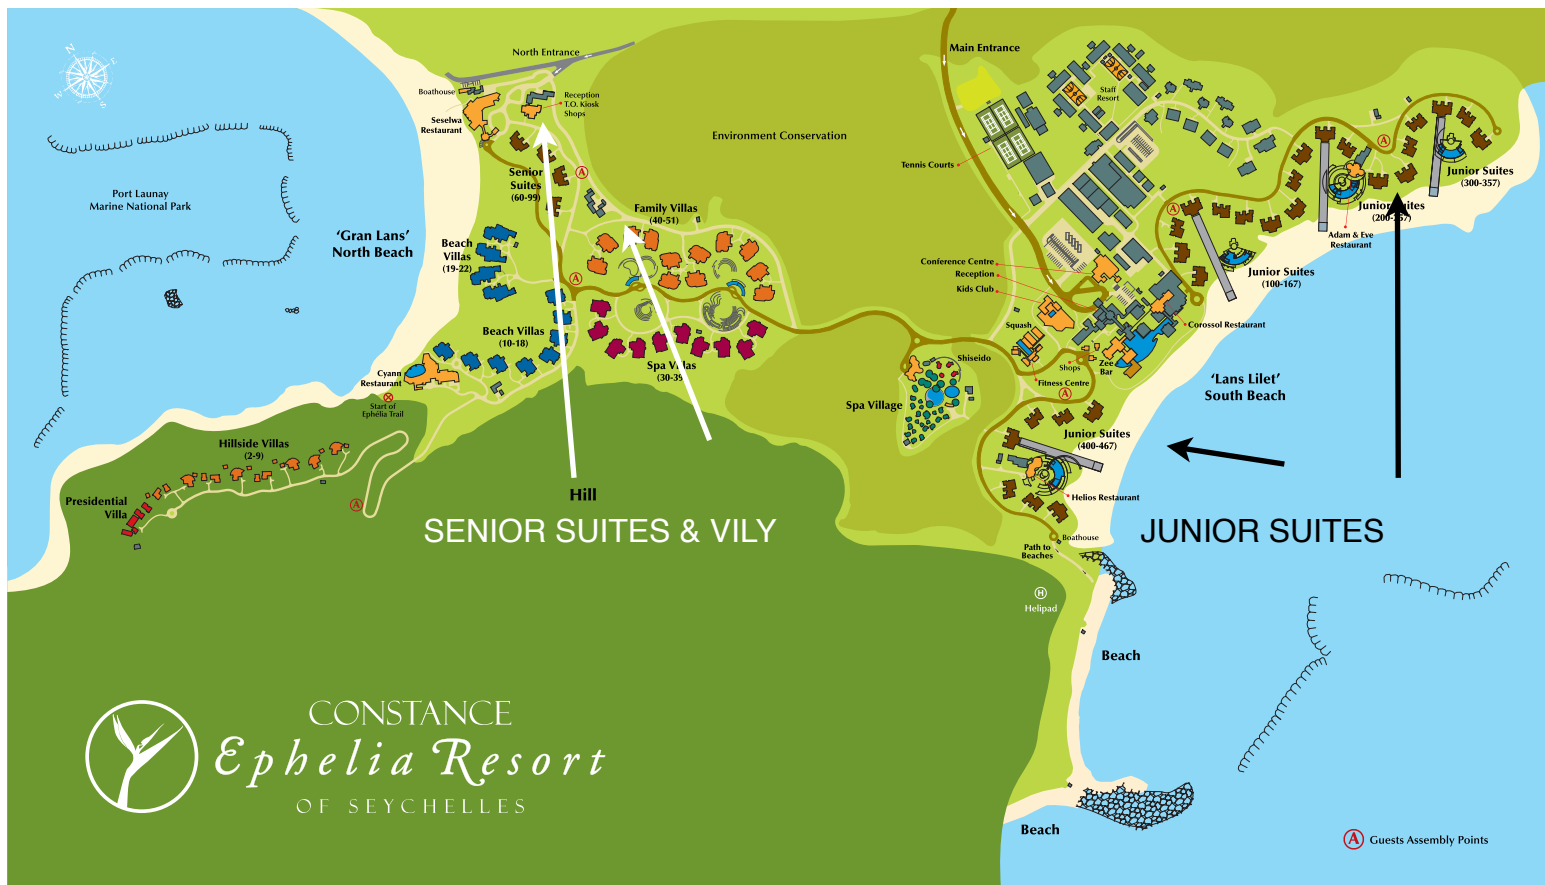 N
E
S
W
North Entrance
Boathouse
Reception
T.O. Kiosk
Shops
Seselwa
Restaurant
Main Entrance
Staff
Resort
Environment Conservation
Tennis Courts
A
Senior
Suites
(60-99)
A
Junior Suites
(300-357)
Port Launay
Marine National Park
Family Villas
(40-51)
A
Junior Suites
Adam & Eve
Restaurant
'Gran Lans'
North Beach
Beach
Villas
(19-22)
A
Conference Centre
Reception
Kids Club
Junior Suites
(100-167)
Beach Villas
(10-18)
Squash
Corossol Restaurant
Cyann
Restaurant
Spa Villas
Shiseido
Shops
Zee
Bar
Fitness Centre
A
'Lans Lilet'
South Beach
Start of
Ephélia Trail
Spa Village
Junior Suites
(400-467)
Hillside Villas
(2-9)
Presidential
Villa
A
Hill
Helios Restaurant
SENIOR SUITES & VILY
JUNIOR SUITES
Boathouse
Path to
Beaches
H
Helipad
Beach
CONSTANCE
Ephelia Resort
OF SEYCHELLES
Beach
A Guests Assembly Points